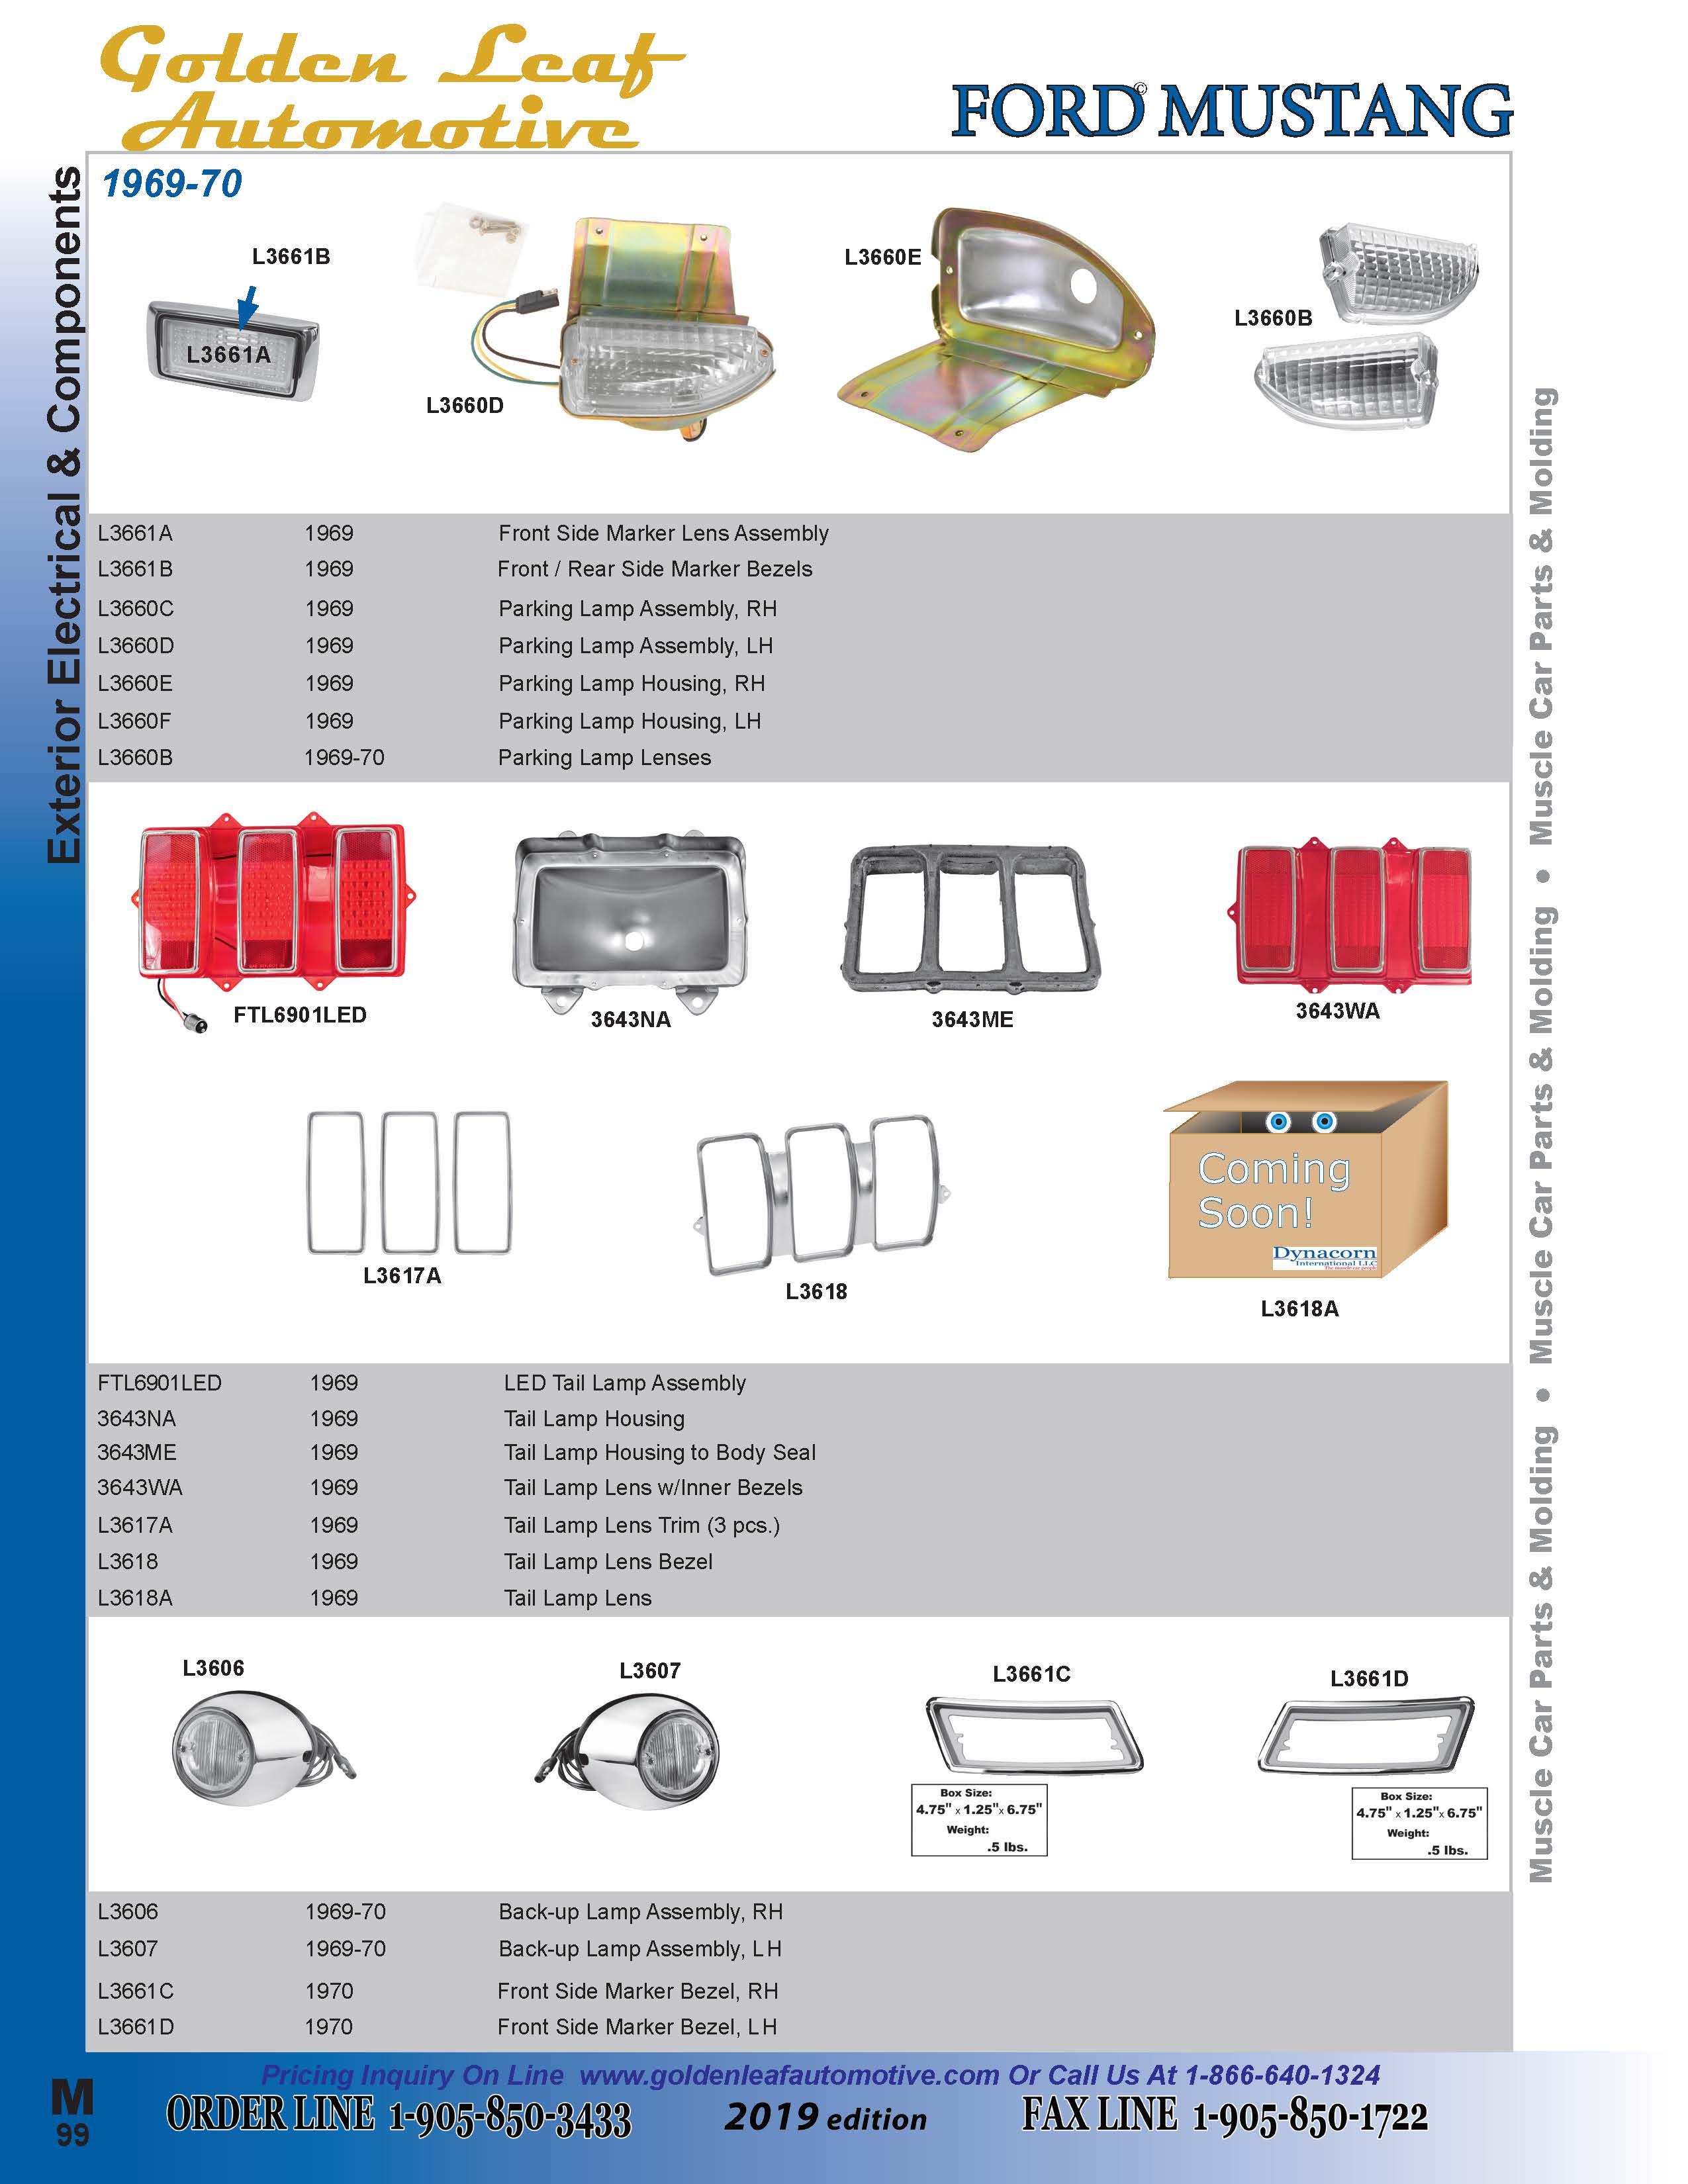 Golden Leaf
Automotive
FORD© MUSTANG
Exterior Electrical & Components
1969-70
L3661B
L3661A
L3660D
L3660E
L3660B
L3661A 1969 Front Side Marker Lens Assembly
L3661B 1969 Front / Rear Side Marker Bezels
L3660C 1969 Parking Lamp Assembly, RH
L3660D 1969 Parking Lamp Assembly, LH
L3660E 1969 Parking Lamp Housing, RH
L3660F 1969 Parking Lamp Housing, LH
L3660B 1969-70 Parking Lamp Lenses
FTL6901LED
3643NA
3643ME
3643WA
L3617A
L3618
Coming
Soon!
Dynacorn
International LLC
The muscle car people
L3618A
FTL6901LED 1969 LED Tail Lamp Assembly
3643NA 1969 Tail Lamp Housing
3643ME 1969 Tail Lamp Housing to Body Seal
3643WA 1969 Tail Lamp Lens w/Inner Bezels
L3617A 1969 Tail Lamp Lens Trim (3 pcs.)
L3618 1969 Tail Lamp Lens Bezel
L3618A 1969 Tail Lamp Lens
L3606
L3607
L3661C
L3661D
Box Size:
4.75" x 1.25"x 6.75"
Weight:
.5 lbs.
Box Size:
4.75" x 1.25"x 6.75"
Weight:
.5 lbs.
L3606 1969-70 Back-up Lamp Assembly, RH
L3607 1969-70 Back-up Lamp Assembly, LH
L3661C 1970 Front Side Marker Bezel, RH
L3661D 1970 Front Side Marker Bezel, LH
Muscle Car Parts & Molding • Muscle Car Parts & Molding • Muscle Car Parts & Molding
Pricing Inquiry On Line www.goldenleafautomotive.com Or Call Us At 1-866-640-1324
M
99
ORDER LINE 1-905-850-3433
2019 edition
FAX LINE 1-905-850-1722